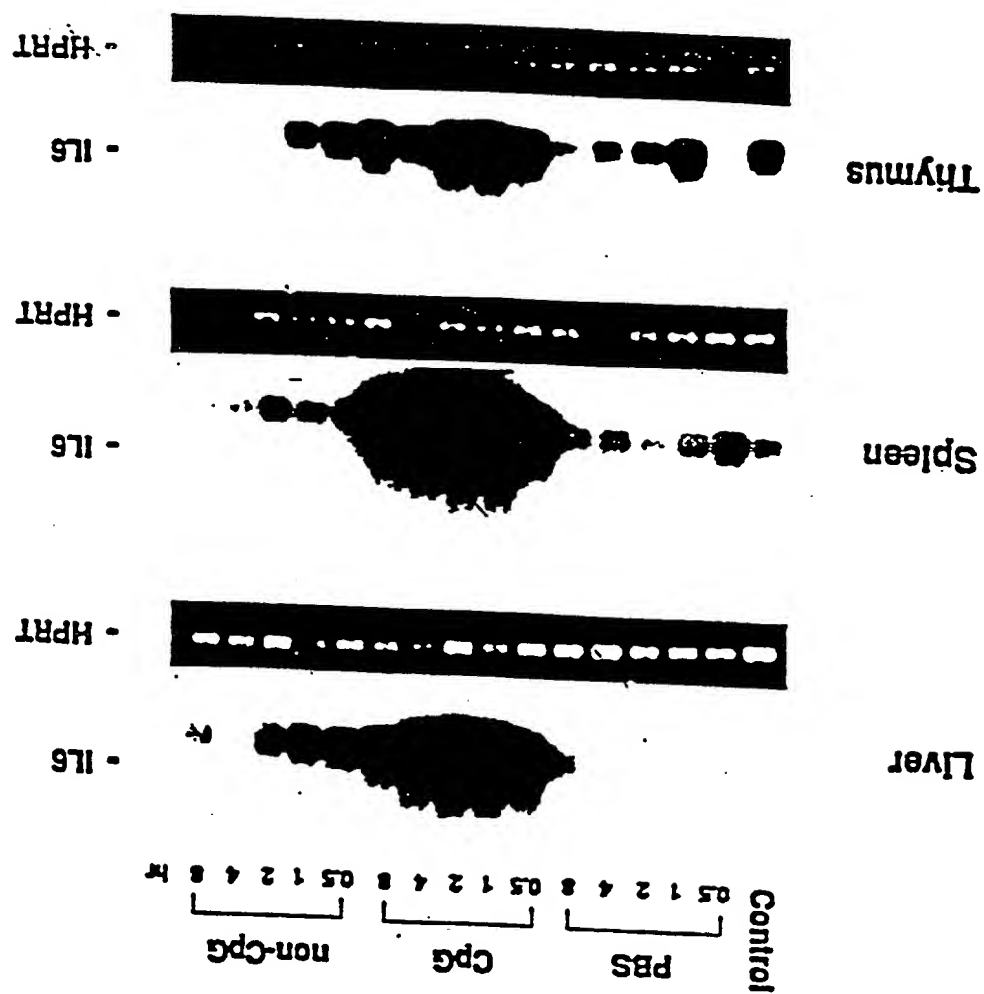 Control
PBS CpG non-CpG
0.5 1 2 4 8 0.5 1 2 4 8 0.5 1 2 4 8 hr
Liver
- IL6
- HPRT
Spleen
- IL6
- HPRT
Thymus
- IL6
- HPRT